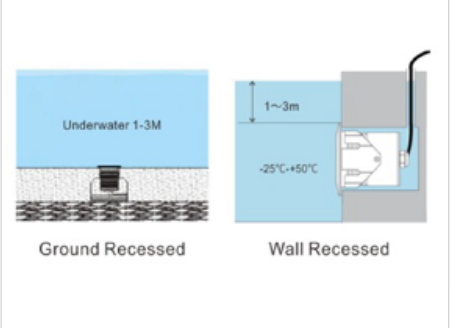 Underwater 1-3M
1～3m
-25℃-+50℃
Ground Recessed
Wall Recessed